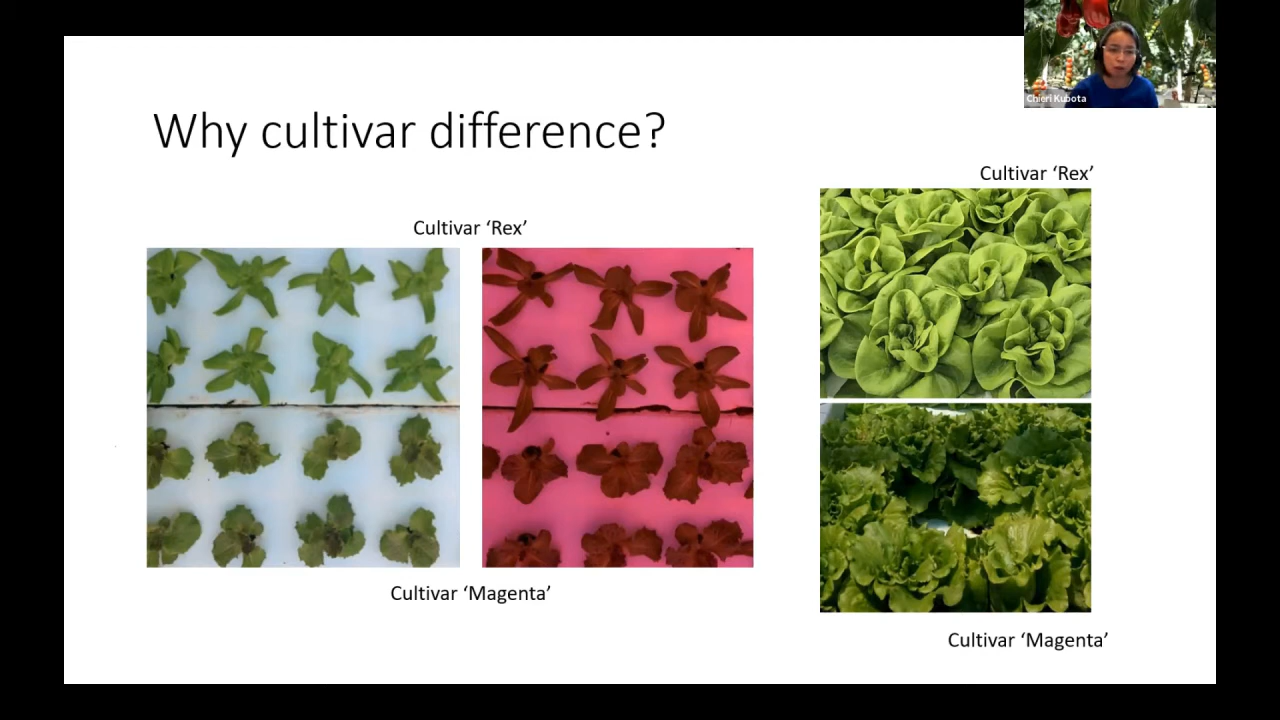 Chieri Kubota
Why cultivar difference?
Cultivar ‘Rex’
Cultivar ‘Rex’
Cultivar ‘Magenta’
Cultivar ‘Magenta’